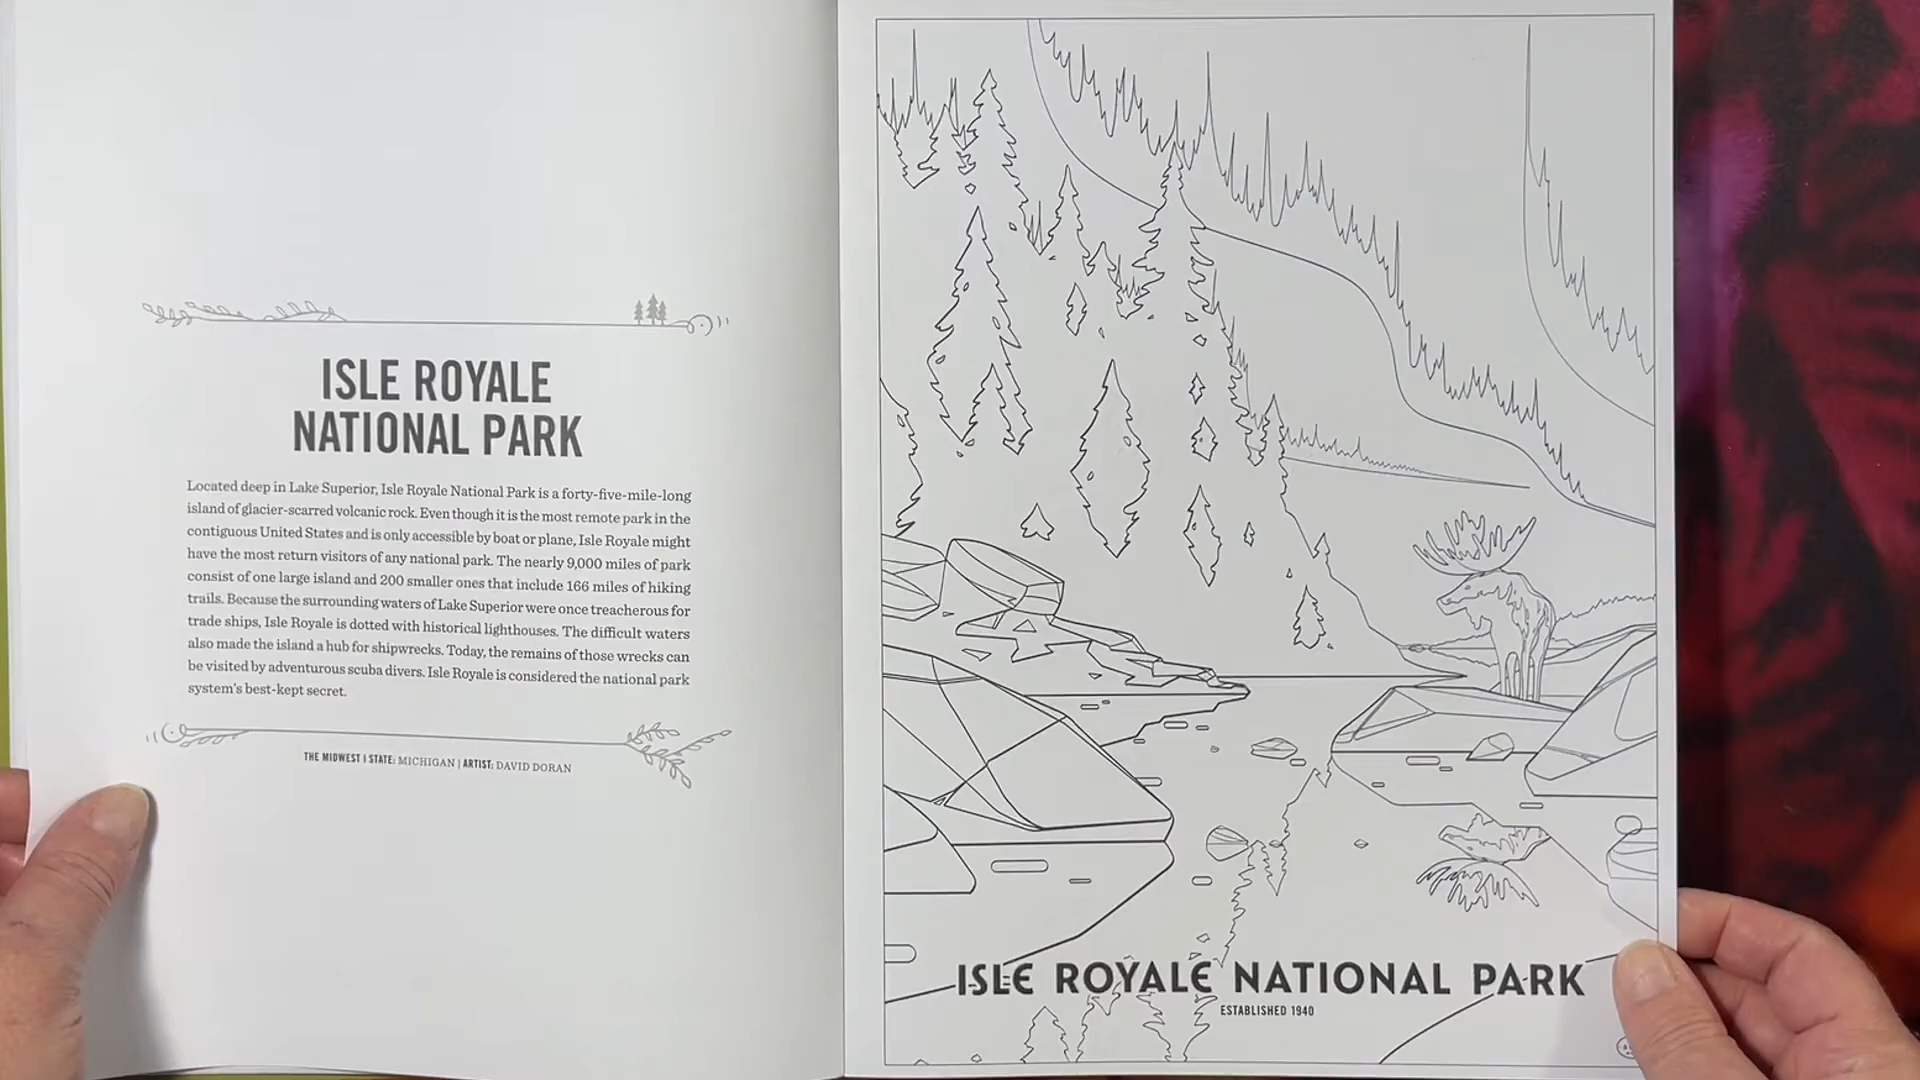 ISLE ROYALE
NATIONAL PARK
Located deep in Lake Superior, Isle Royale National Park is a forty-five-mile-long
island of glacier-scarred volcanic rock. Even though it is the most remote park in the
contiguous United States and is only accessible by boat or plane, Isle Royale might
have the most return visitors of any national park. The nearly 9,000 miles of park
consist of one large island and 200 smaller ones that include 166 miles of hiking
trails. Because the surrounding waters of Lake Superior were once treacherous for
trade ships, Isle Royale is dotted with historical lighthouses. The difficult waters
also made the island a hub for shipwrecks. Today, the remains of those wrecks can
be visited by adventurous scuba divers. Isle Royale is considered the national park
system's best-kept secret.
THE MIDWEST | STATE: MICHIGAN | ARTIST: DAVID DORAN
ISLE ROYALE NATIONAL PARK
ESTABLISHED 1940